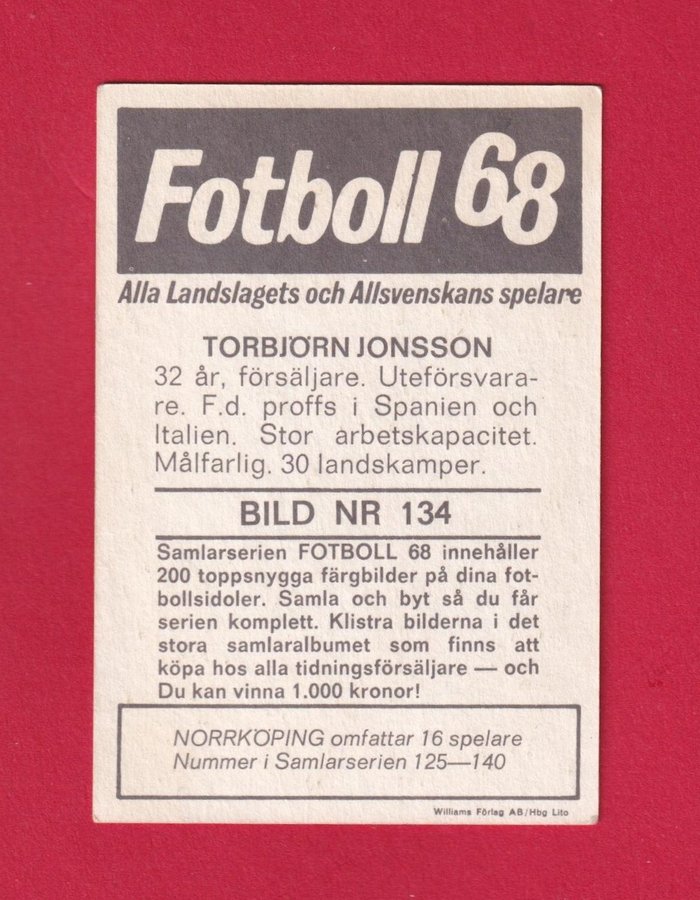 Fotboll 68
Alla Landslagets och Allsvenskans spelare
TORBJÖRN JONSSON
32 år, försäljare. Uteförsvara-
re. F.d. proffs i Spanien och
Italien. Stor arbetskapacitet.
Målfarlig. 30 landskamper.
BILD NR 134
Samlarserien FOTBOLL 68 innehåller
200 toppsnygga färgbilder på dina fot-
bollsidoler. Samla och byt så du får
serien komplett. Klistra bilderna i det
stora samlaralbumet som finns att
köpa hos alla tidningsförsäljare — och
Du kan vinna 1.000 kronor!
NORRKÖPING omfattar 16 spelare
Nummer i Samlarserien 125—140
Williams Förlag AB/Hbg Lito